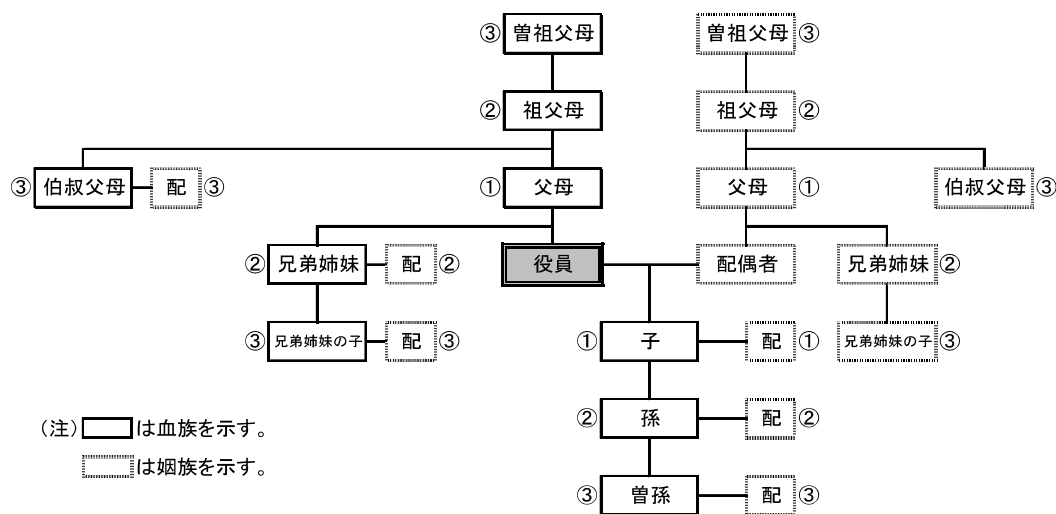 ③ 曽祖父母 曽祖父母 ③
② 祖父母 祖父母 ②
③ 伯叔父母 配 ③ ① 父母 父母 ① 伯叔父母 ③
② 兄弟姉妹 配 ② 役員 配偶者 兄弟姉妹 ②
③ 兄弟姉妹の子 配 ③ ① 子 配 ① 兄弟姉妹の子 ③
② 孫 配 ②
(注) は血族を示す。
は姻族を示す。
③ 曽孫 配 ③